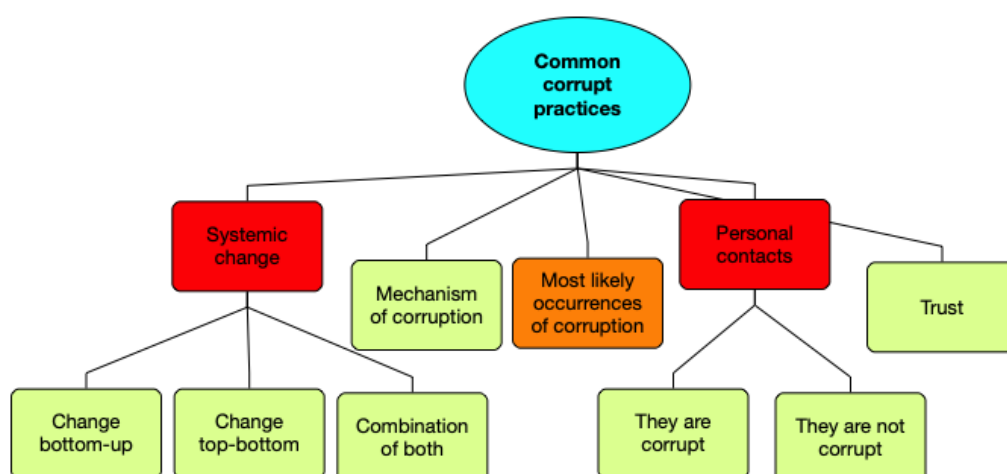 Common
corrupt
practices
Systemic
change
Mechanism
of corruption
Most likely
occurrences
of corruption
Personal
contacts
Trust
Change
bottom-up
Change
top-bottom
Combination
of both
They are
corrupt
They are not
corrupt